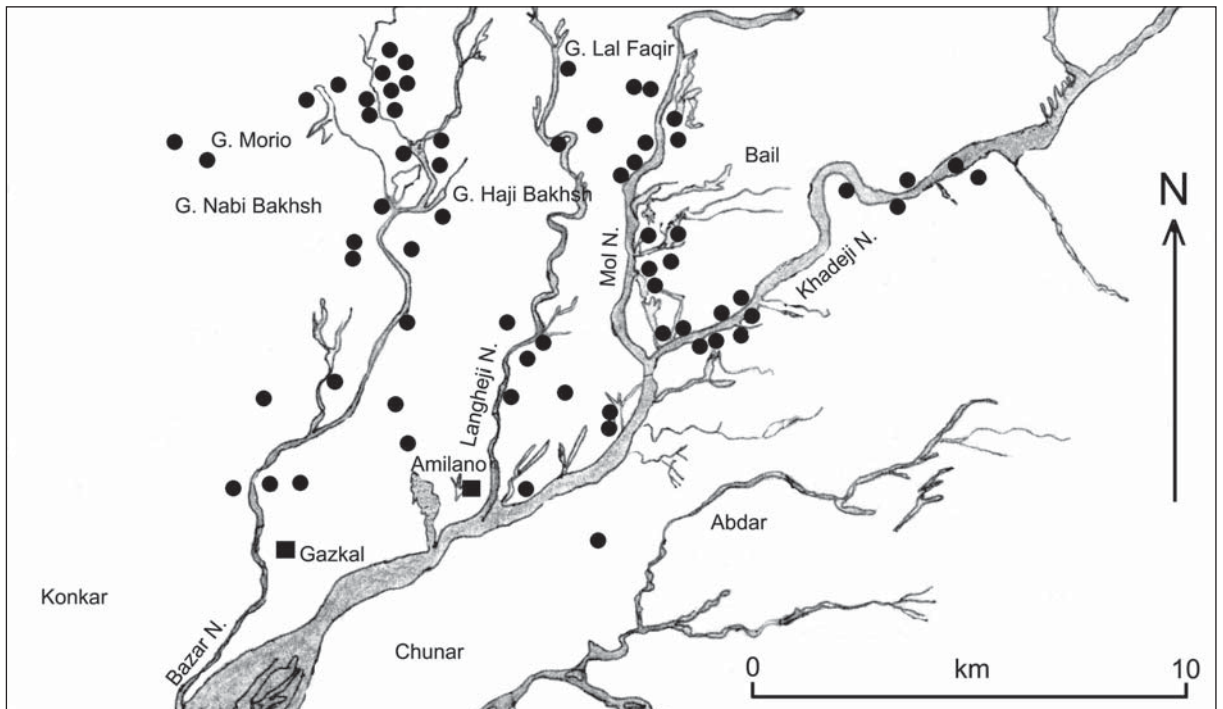 G. Lal Faqir
G. Morio
Bail
N
G. Nabi Bakhsh
G. Haji Bakhsh
Mol N.
Khadeji N.
Langheji N.
Amilano
Abdar
Gazkal
Konkar
Bazar N.
Chunar
0 km 10